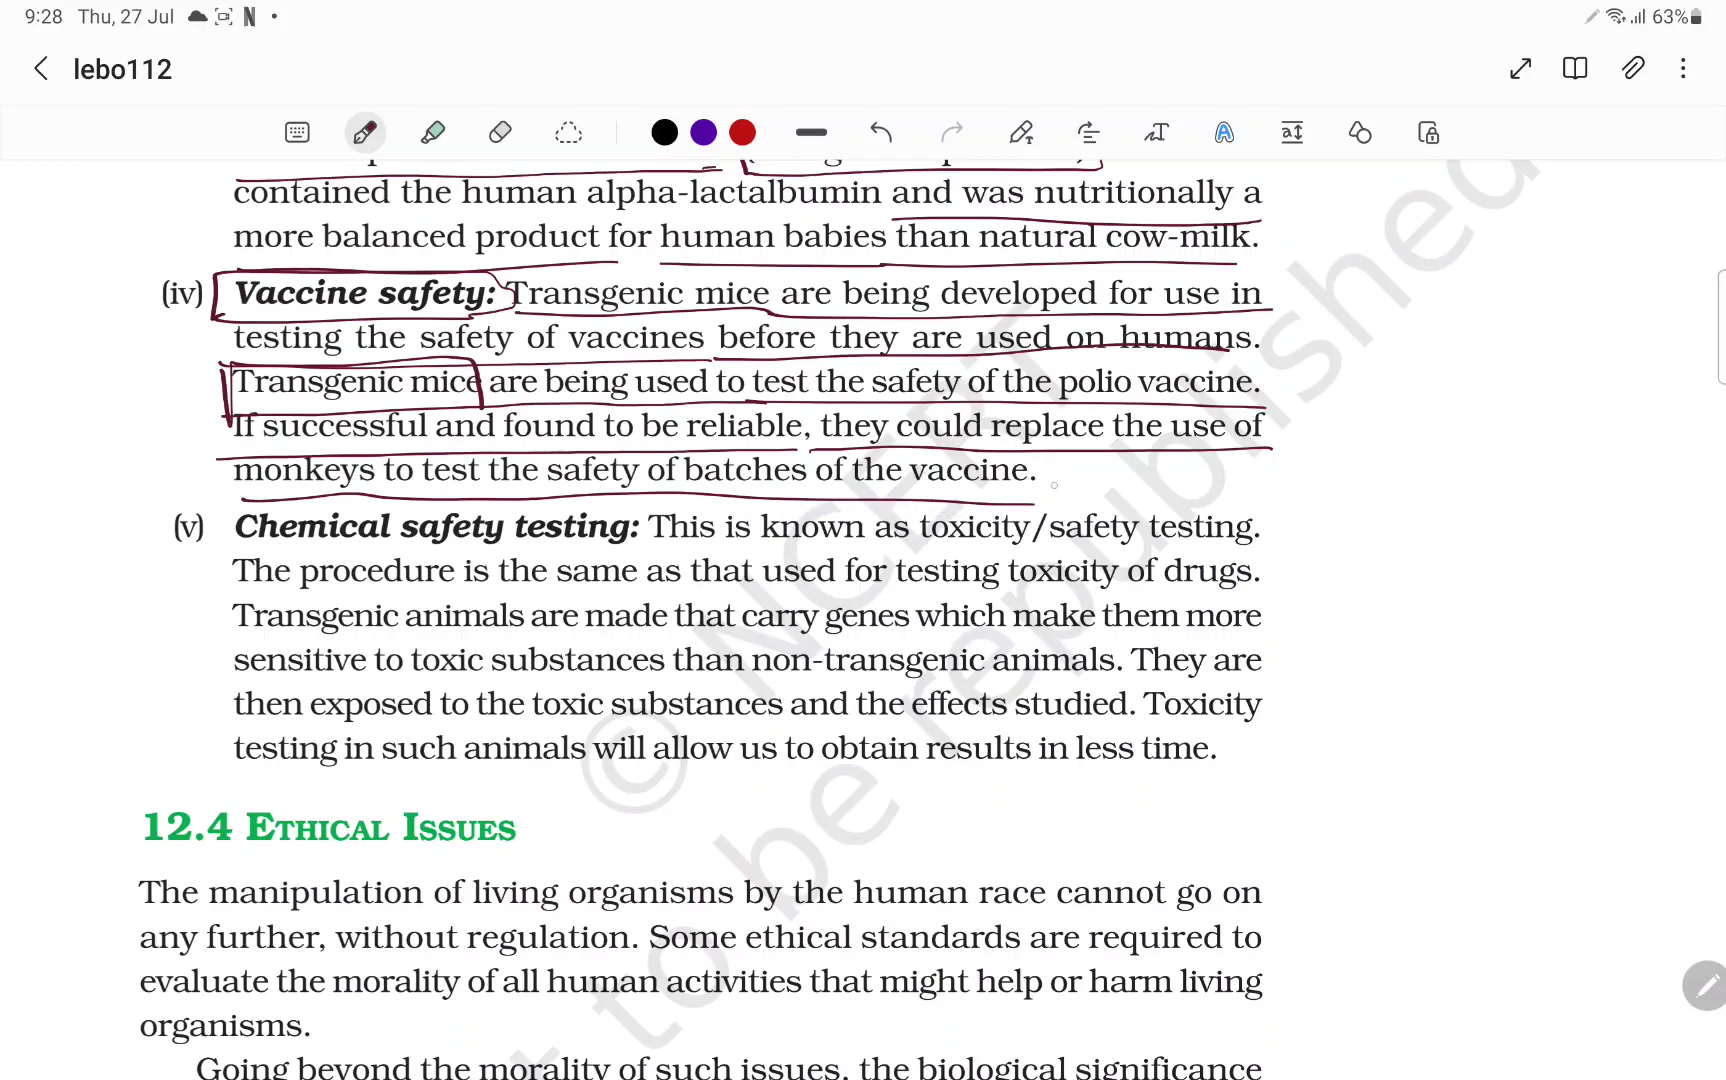 9:28 Thu, 27 Jul N 63%
lebo112
contained the human alpha-lactalbumin and was nutritionally a
more balanced product for human babies than natural cow-milk.
(iv) Vaccine safety: Transgenic mice are being developed for use in
testing the safety of vaccines before they are used on humans.
Transgenic mice are being used to test the safety of the polio vaccine.
If successful and found to be reliable, they could replace the use of
monkeys to test the safety of batches of the vaccine.
(v) Chemical safety testing: This is known as toxicity/safety testing.
The procedure is the same as that used for testing toxicity of drugs.
Transgenic animals are made that carry genes which make them more
sensitive to toxic substances than non-transgenic animals. They are
then exposed to the toxic substances and the effects studied. Toxicity
testing in such animals will allow us to obtain results in less time.
12.4 ETHICAL ISSUES
The manipulation of living organisms by the human race cannot go on
any further, without regulation. Some ethical standards are required to
evaluate the morality of all human activities that might help or harm living
organisms.
Going beyond the morality of such issues, the biological significance
© NCERT
to be republished